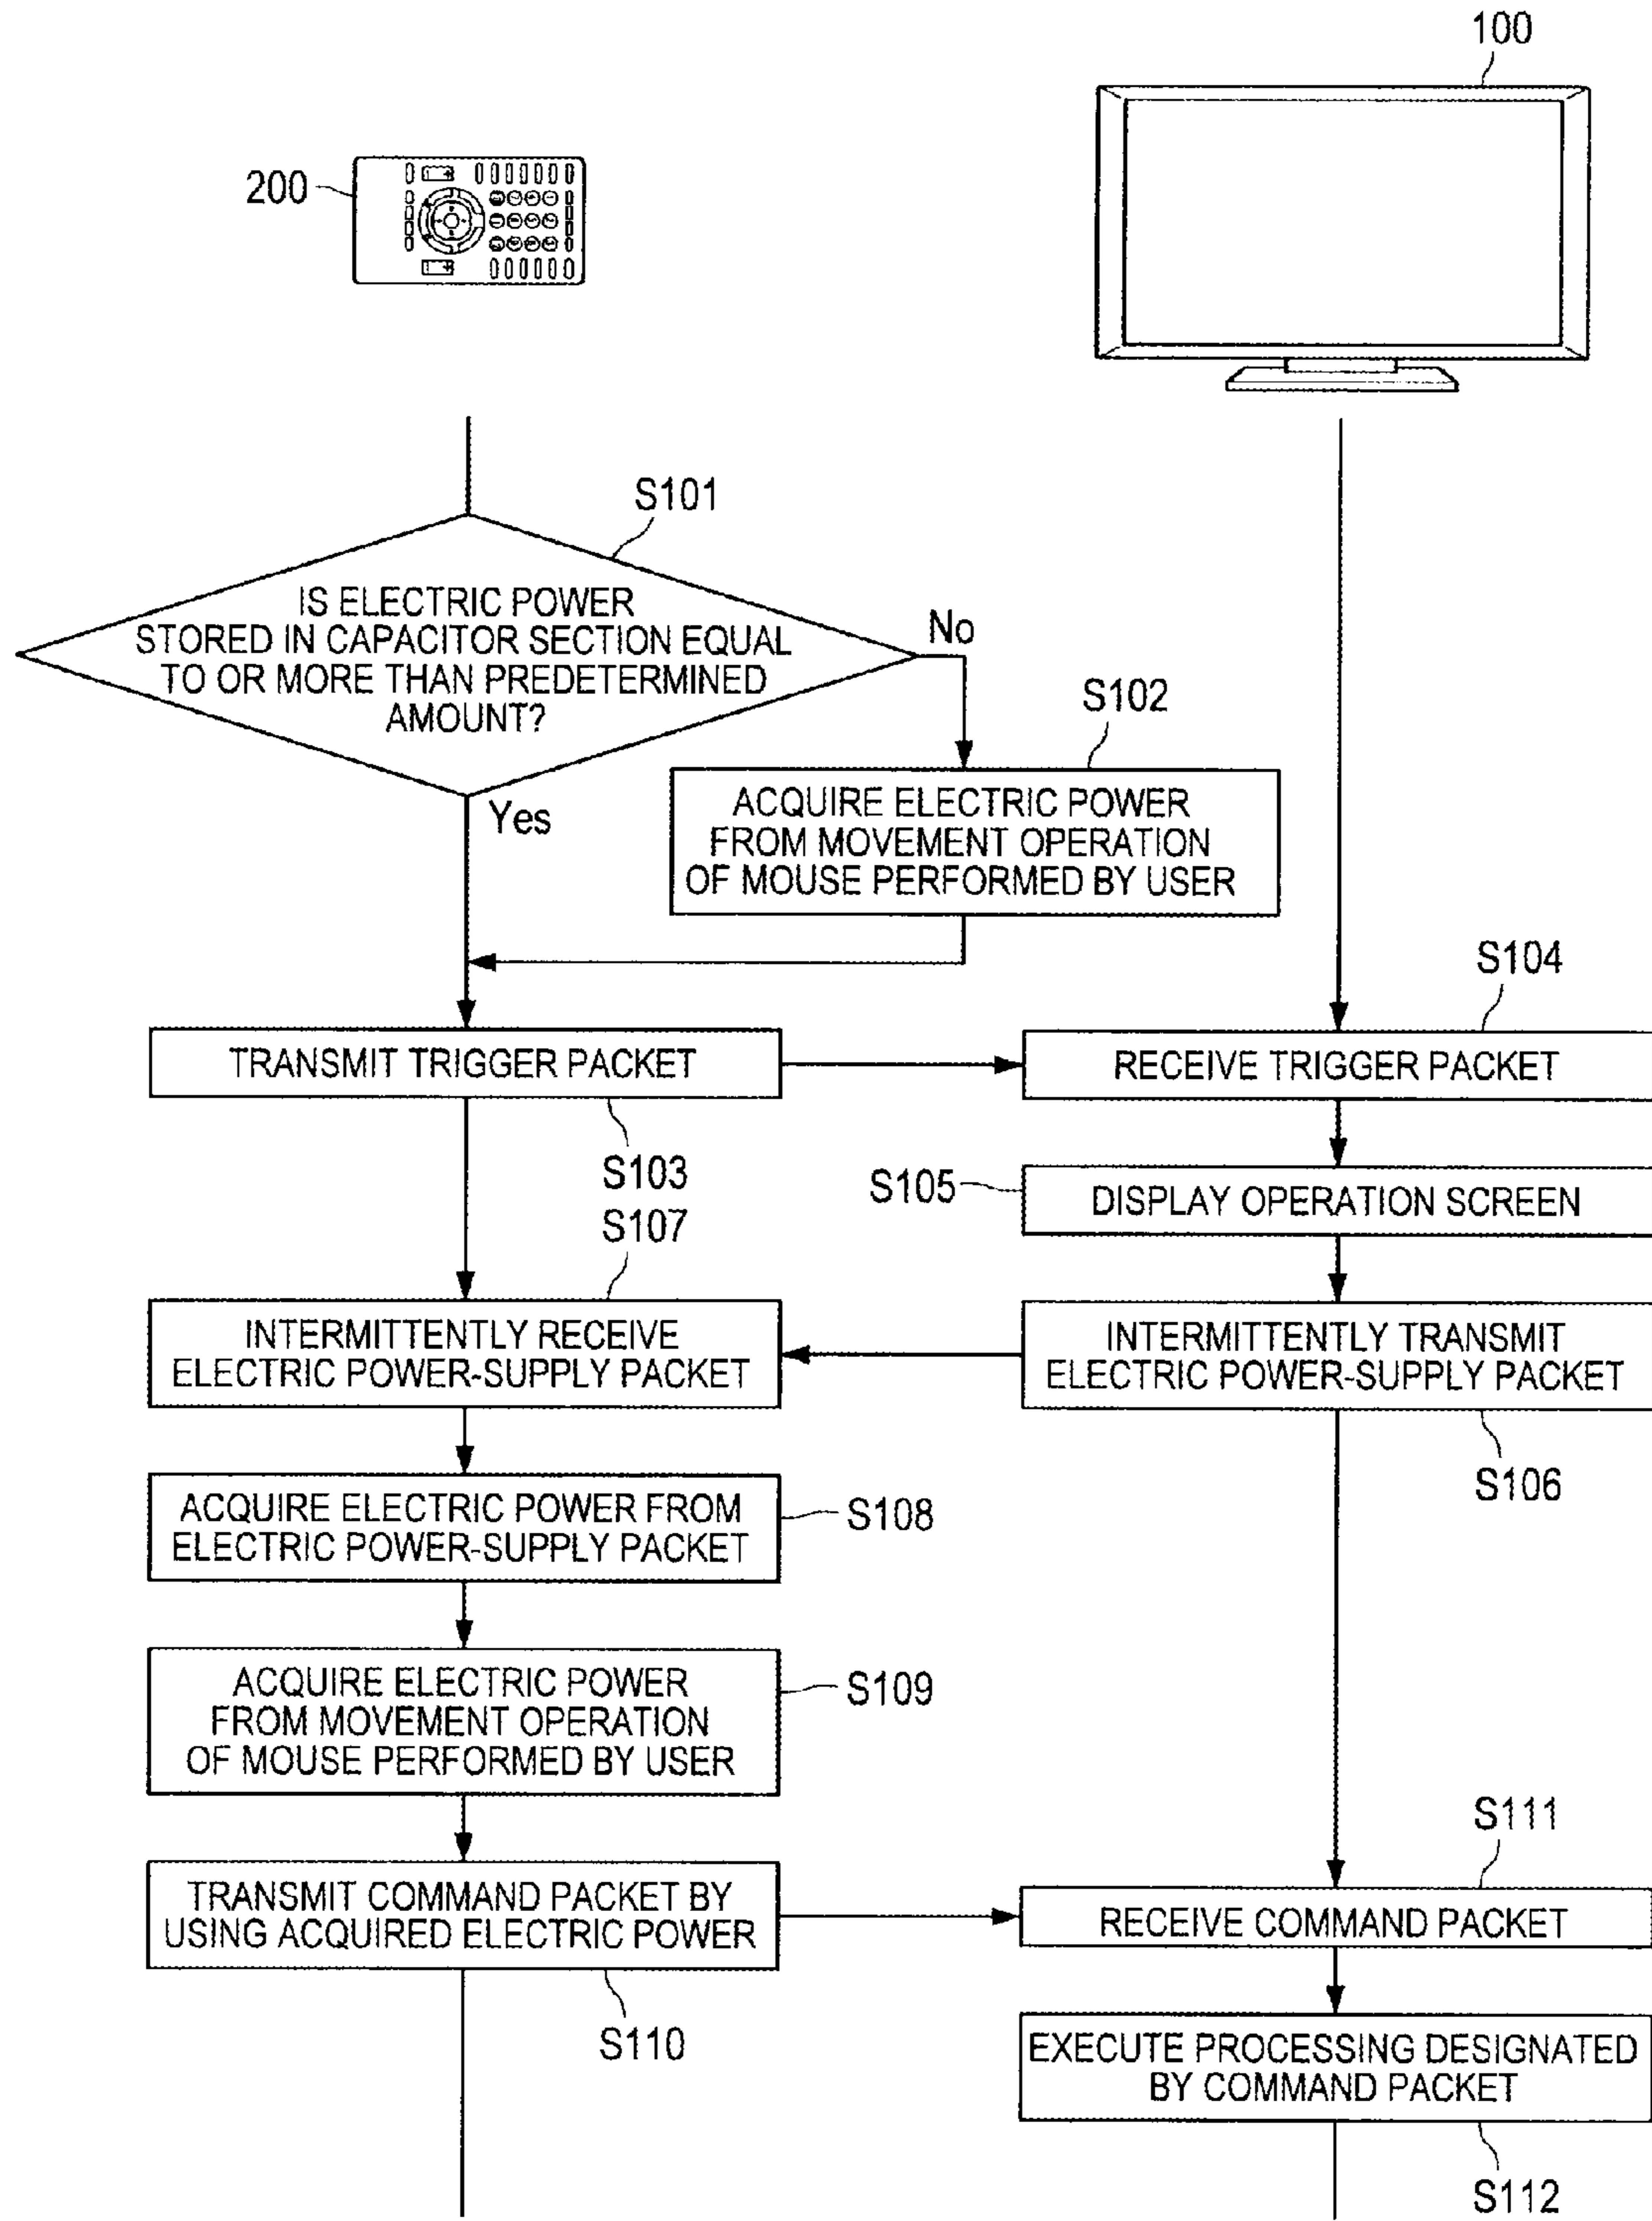 100
200
S101
IS ELECTRIC POWER
STORED IN CAPACITOR SECTION EQUAL
TO OR MORE THAN PREDETERMINED
AMOUNT?
No
Yes
S102
ACQUIRE ELECTRIC POWER
FROM MOVEMENT OPERATION
OF MOUSE PERFORMED BY USER
S104
TRANSMIT TRIGGER PACKET
RECEIVE TRIGGER PACKET
S103
S105
DISPLAY OPERATION SCREEN
S107
INTERMITTENTLY RECEIVE
ELECTRIC POWER-SUPPLY PACKET
INTERMITTENTLY TRANSMIT
ELECTRIC POWER-SUPPLY PACKET
S106
ACQUIRE ELECTRIC POWER FROM
ELECTRIC POWER-SUPPLY PACKET
S108
ACQUIRE ELECTRIC POWER
FROM MOVEMENT OPERATION
OF MOUSE PERFORMED BY USER
S109
S111
TRANSMIT COMMAND PACKET BY
USING ACQUIRED ELECTRIC POWER
RECEIVE COMMAND PACKET
S110
EXECUTE PROCESSING DESIGNATED
BY COMMAND PACKET
S112